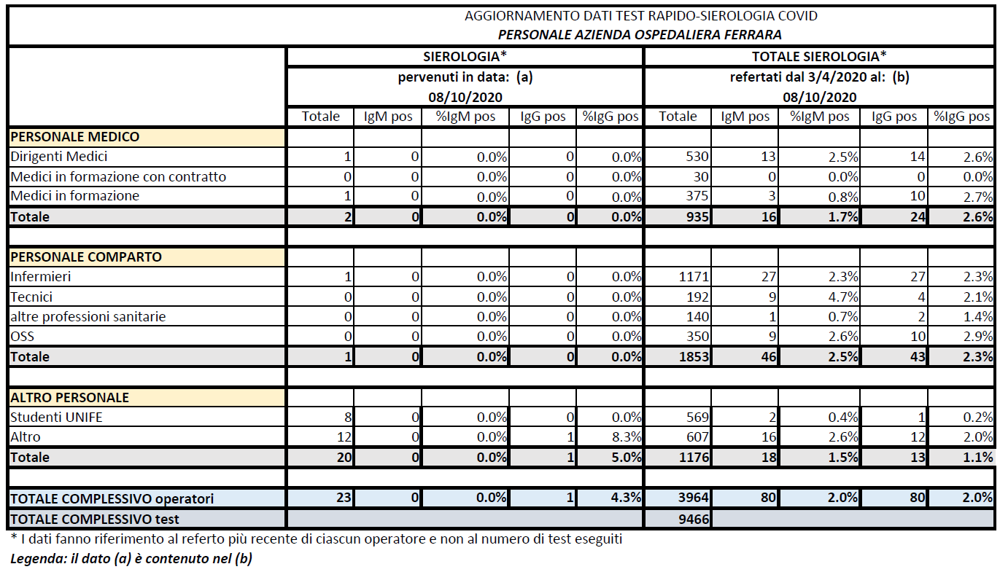 AGGIORNAMENTO DATI TEST RAPIDO-SIEROLOGIA COVID
PERSONALE AZIENDA OSPEDALIERA FERRARA
SIEROLOGIA* TOTALE SIEROLOGIA*
pervenuti in data: (a) refertati dal 3/4/2020 al: (b)
08/10/2020 08/10/2020
Totale IgM pos %IgM pos IgG pos %IgG pos Totale IgM pos %IgM pos IgG pos %IgG pos
PERSONALE MEDICO
Dirigenti Medici 1 0 0.0% 0 0.0% 530 13 2.5% 14 2.6%
Medici in formazione con contratto 0 0 0.0% 0 0.0% 30 0 0.0% 0 0.0%
Medici in formazione 1 0 0.0% 0 0.0% 375 3 0.8% 10 2.7%
Totale 2 0 0.0% 0 0.0% 935 16 1.7% 24 2.6%
PERSONALE COMPARTO
Infermieri 1 0 0.0% 0 0.0% 1171 27 2.3% 27 2.3%
Tecnici 0 0 0.0% 0 0.0% 192 9 4.7% 4 2.1%
altre professioni sanitarie 0 0 0.0% 0 0.0% 140 1 0.7% 2 1.4%
OSS 0 0 0.0% 0 0.0% 350 9 2.6% 10 2.9%
Totale 1 0 0.0% 0 0.0% 1853 46 2.5% 43 2.3%
ALTRO PERSONALE
Studenti UNIFE 8 0 0.0% 0 0.0% 569 2 0.4% 1 0.2%
Altro 12 0 0.0% 1 8.3% 607 16 2.6% 12 2.0%
Totale 20 0 0.0% 1 5.0% 1176 18 1.5% 13 1.1%
TOTALE COMPLESSIVO operatori 23 0 0.0% 1 4.3% 3964 80 2.0% 80 2.0%
TOTALE COMPLESSIVO test 9466
* I dati fanno riferimento al referto più recente di ciascun operatore e non al numero di test eseguiti
Legenda: il dato (a) è contenuto nel (b)